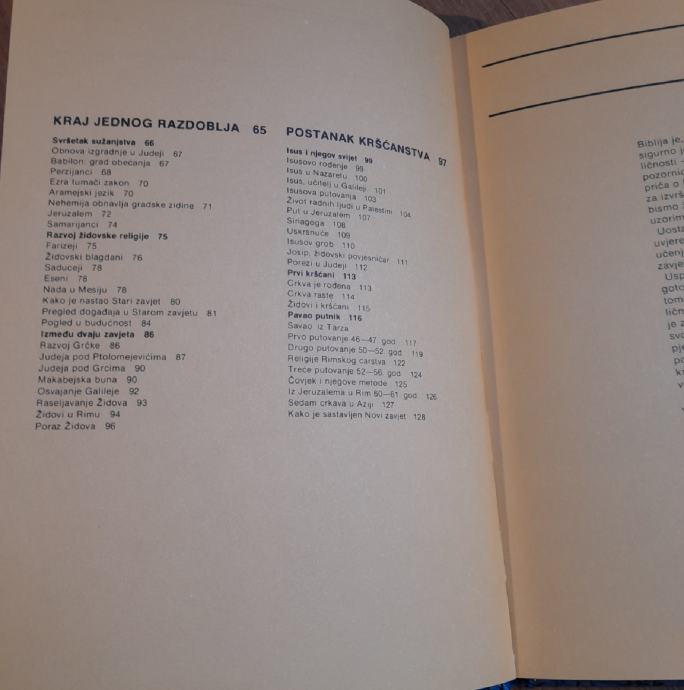 KRAJ JEDNOG RAZDOBLJA 65
Svršetak sužanjstva 66
Obnova izgradnje u Judeji 67
Babilon: grad obećanja 67
Perzijanci 68
Ezra tumači zakon 70
Aramejski jezik 70
Nehemija obnavlja gradske zidine 71
Jeruzalem 72
Samarijanci 74
Razvoj židovske religije 75
Farizeji 75
Židovski blagdani 76
Saduceji 78
Eseni 78
Nada u Mesiju 78
Kako je nastao Stari zavjet 80
Pregled događaja u Starom zavjetu 81
Pogled u budućnost 84
Između dvaju zavjeta 86
Razvoj Grčke 86
Judeja pod Ptolomejevićima 87
Judeja pod Grcima 90
Makabejska buna 90
Osvajanje Galileje 92
Raseljavanje Židova 93
Židovi u Rimu 94
Poraz Židova 96
POSTANAK KRŠĆANSTVA 97
Isus i njegov svijet 99
Isusovo rođenje 99
Isus u Nazaretu 100
Isus, učitelj u Galileji 101
Isusova putovanja 103
Život radnih ljudi u Palestini 104
Put u Jeruzalem 107
Sinagoga 108
Uskrsnuće 109
Isusov grob 110
Josip, židovski povjesničar 111
Porezi u Judeji 112
Prvi kršćani 113
Crkva je rođena 113
Crkva raste 114
Židovi i kršćani 115
Pavao putnik 116
Savao iz Tarza
Prvo putovanje 46—47. god 117
Drugo putovanje 50—52. god 119
Religije Rimskog carstva 122
Treće putovanje 52—56. god 124
Čovjek i njegove metode 125
Iz Jeruzalema u Rim 60—61. god 126
Sedam crkava u Aziji 127
Kako je sastavljen Novi zavjet 128
Biblija je,
sigurno j
ličnosti -
pozornic
priča o l
za izvrš
bismo
uzorim
Uosta
uvjere
učenj
zavje
Usp
goto
tom
ličn
je z
svo
pje
po
k
v